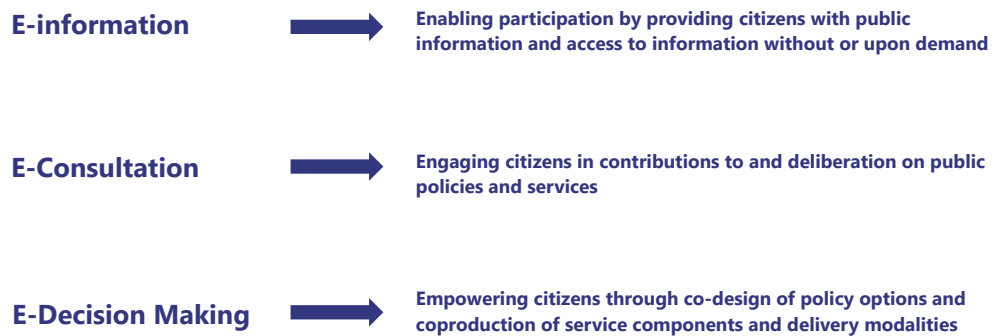 E-information
Enabling participation by providing citizens with public
information and access to information without or upon demand
E-Consultation
Engaging citizens in contributions to and deliberation on public
policies and services
E-Decision Making
Empowering citizens through co-design of policy options and
coproduction of service components and delivery modalities